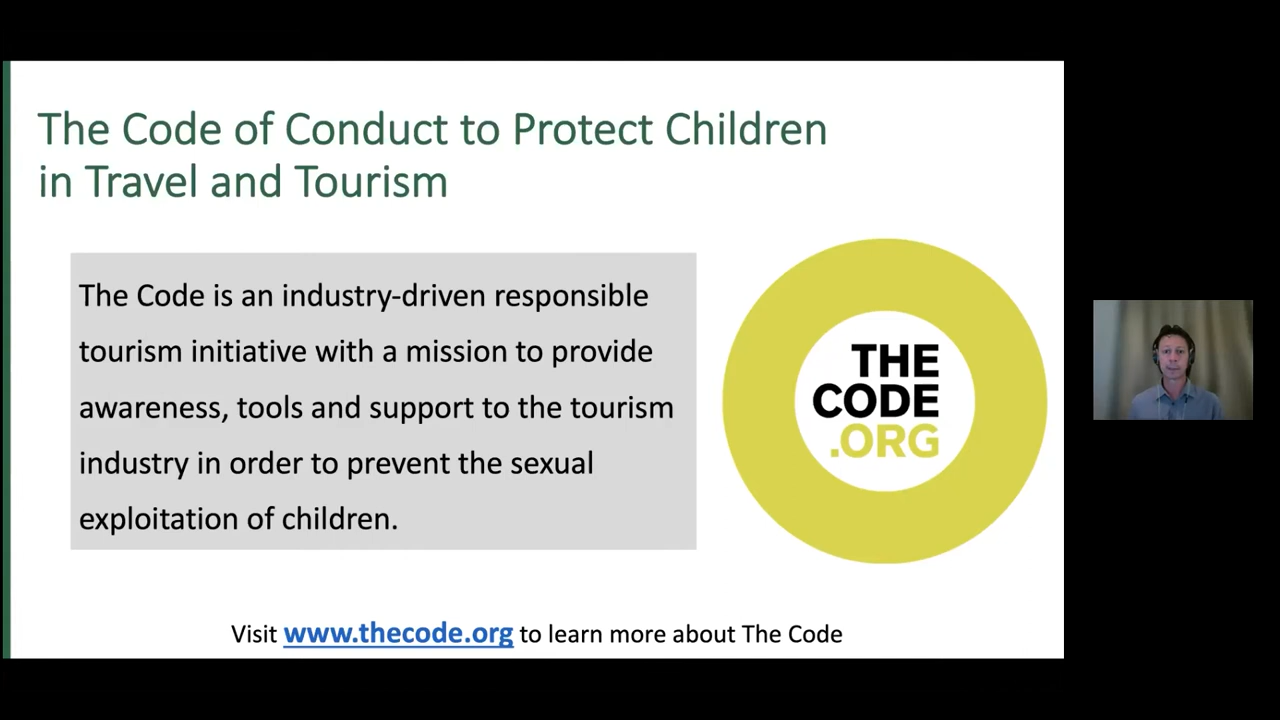 The Code of Conduct to Protect Children
in Travel and Tourism
The Code is an industry-driven responsible
tourism initiative with a mission to provide
awareness, tools and support to the tourism
industry in order to prevent the sexual
exploitation of children.
THE
CODE
.ORG
Visit www.thecode.org to learn more about The Code